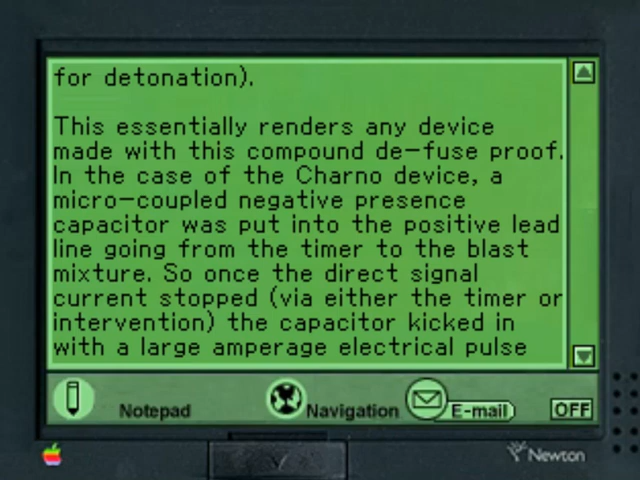 for detonation).
This essentially renders any device
made with this compound de-fuse proof.
In the case of the Charno device, a
micro-coupled negative presence
capacitor was put into the positive lead
line going from the timer to the blast
mixture. So once the direct signal
current stopped (via either the timer or
intervention) the capacitor kicked in
with a large amperage electrical pulse
Notepad
Navigation
E-mail
OFF
Newton